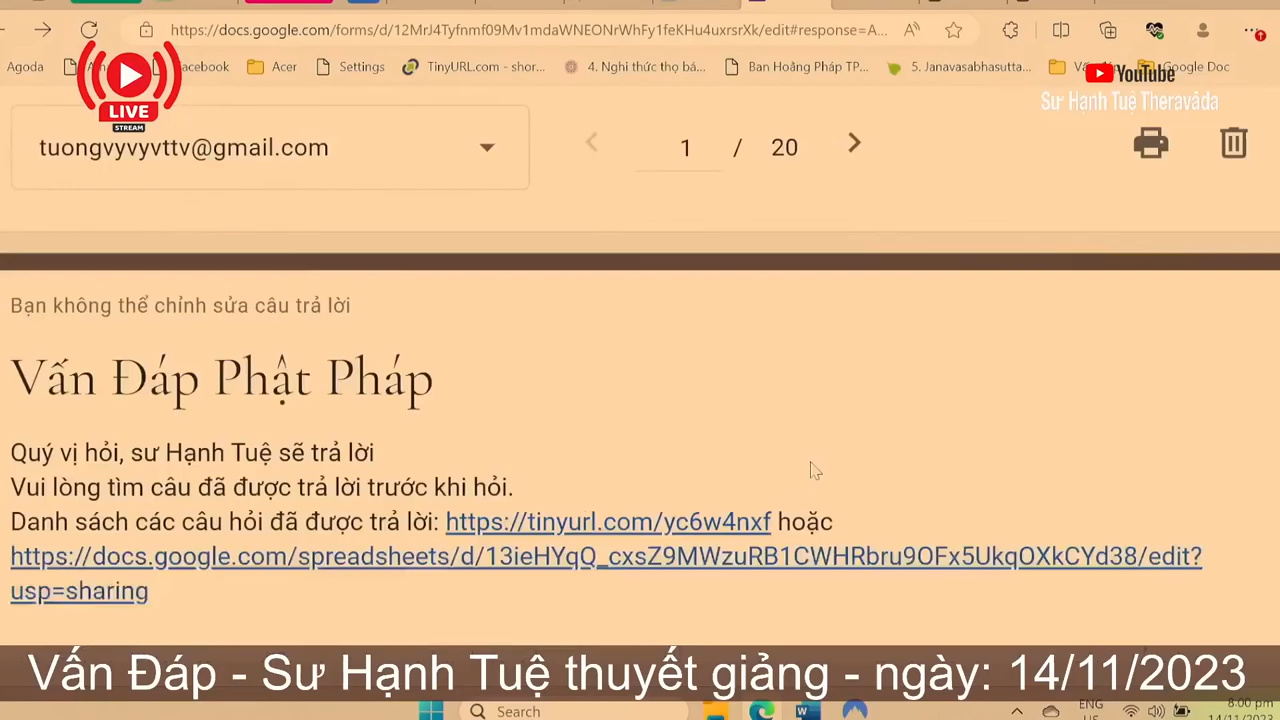 https://docs.google.com/forms/d/12MrJ4Tyfnmf09Mv1mdaWNEONrWhFy1feKHu4uxrsrXk/edit#response=A...
Agoda
Facebook
Acer
Settings
TinyURL.com - shor...
4. Nghi thức thọ bá...
Ban Hoằng Pháp TP...
5. Janavasabhasutta...
Google Doc
LIVE
STREAM
YouTube
Sư Hạnh Tuệ Theravāda
tuongvyvyvttv@gmail.com
1 / 20
Bạn không thể chỉnh sửa câu trả lời
Vấn Đáp Phật Pháp
Quý vị hỏi, sư Hạnh Tuệ sẽ trả lời
Vui lòng tìm câu đã được trả lời trước khi hỏi.
Danh sách các câu hỏi đã được trả lời: https://tinyurl.com/yc6w4nxf hoặc
https://docs.google.com/spreadsheets/d/13ieHYqQ_cxsZ9MWzuRB1CWHRbru9OFx5UkqOXkCYd38/edit?
usp=sharing
Vấn Đáp - Sư Hạnh Tuệ thuyết giảng - ngày: 14/11/2023
Search
ENG
8:00 pm